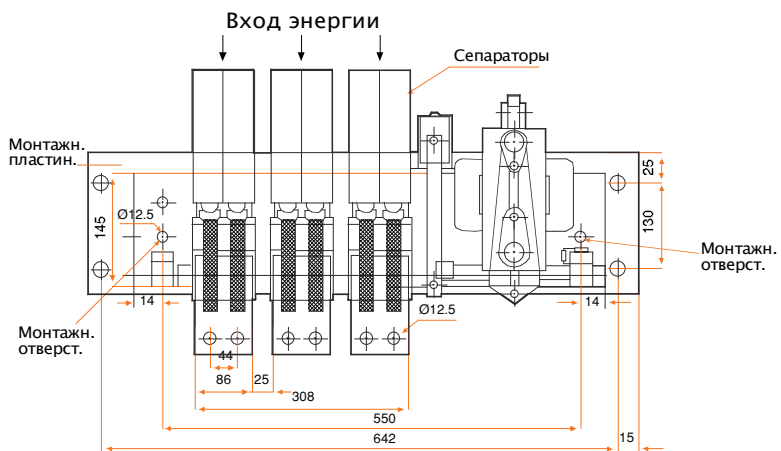 Вход энергии
Сепараторы
Монтажн.
пластин.
25
Ø12.5
145
130
Монтажн.
отверст.
14
14
Ø12.5
Монтажн.
отверст.
44
86
25
308
550
642
15